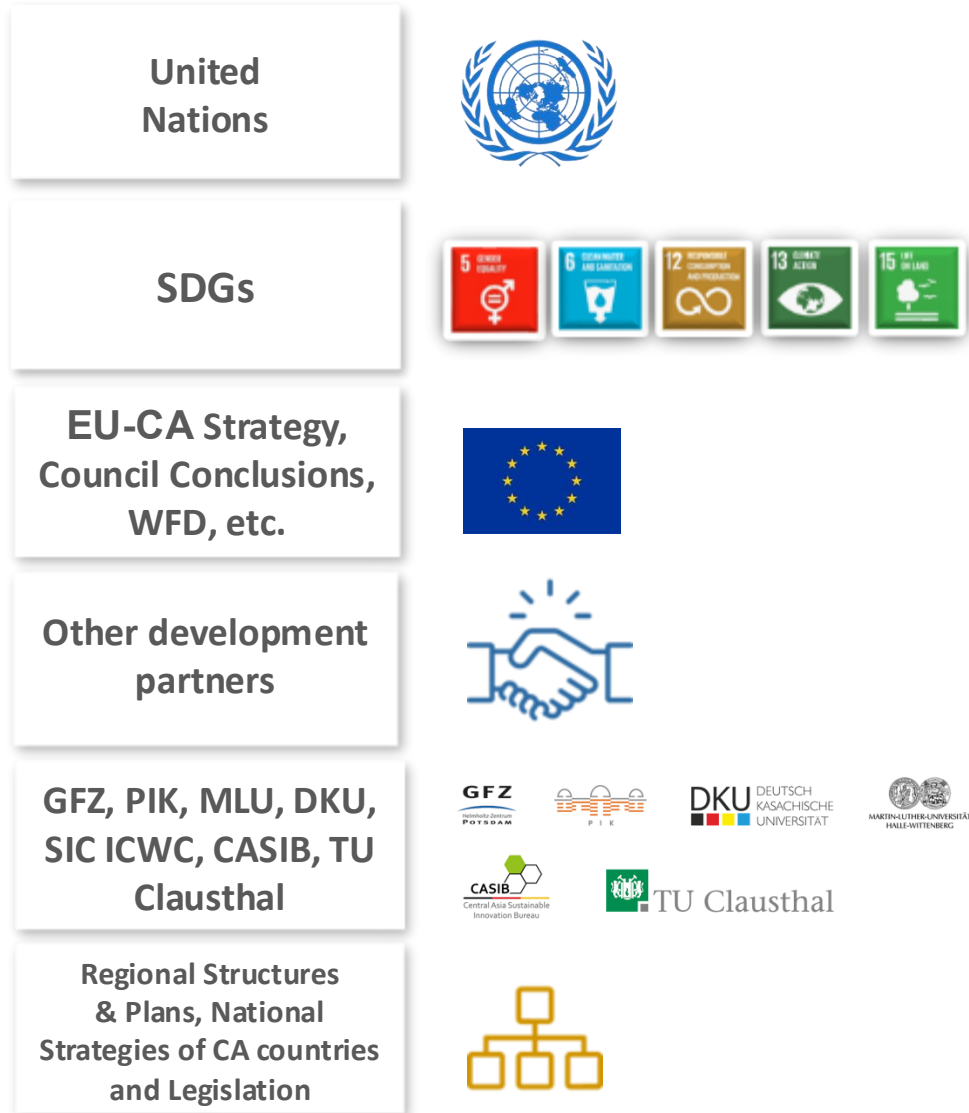 United
Nations
SDGs
5 GENDER
EQUALITY
6 CLEAN WATER
AND SANITATION
12 RESPONSIBLE
CONSUMPTION
AND PRODUCTION
13 CLIMATE
ACTION
15 LIFE
ON LAND
EU-CA Strategy,
Council Conclusions,
WFD, etc.
Other development
partners
GFZ, PIK, MLU, DKU,
SIC ICWC, CASIB, TU
Clausthal
GFZ
Helmholtz-Zentrum
POTSDAM
PIK
DKU DEUTSCH
KASACHISCHE
UNIVERSITÄT
MARTIN-LUTHER-UNIVERSITÄT
HALLE-WITTENBERG
CASIB
Central Asia Sustainable
Innovation Bureau
TU Clausthal
Regional Structures
& Plans, National
Strategies of CA countries
and Legislation